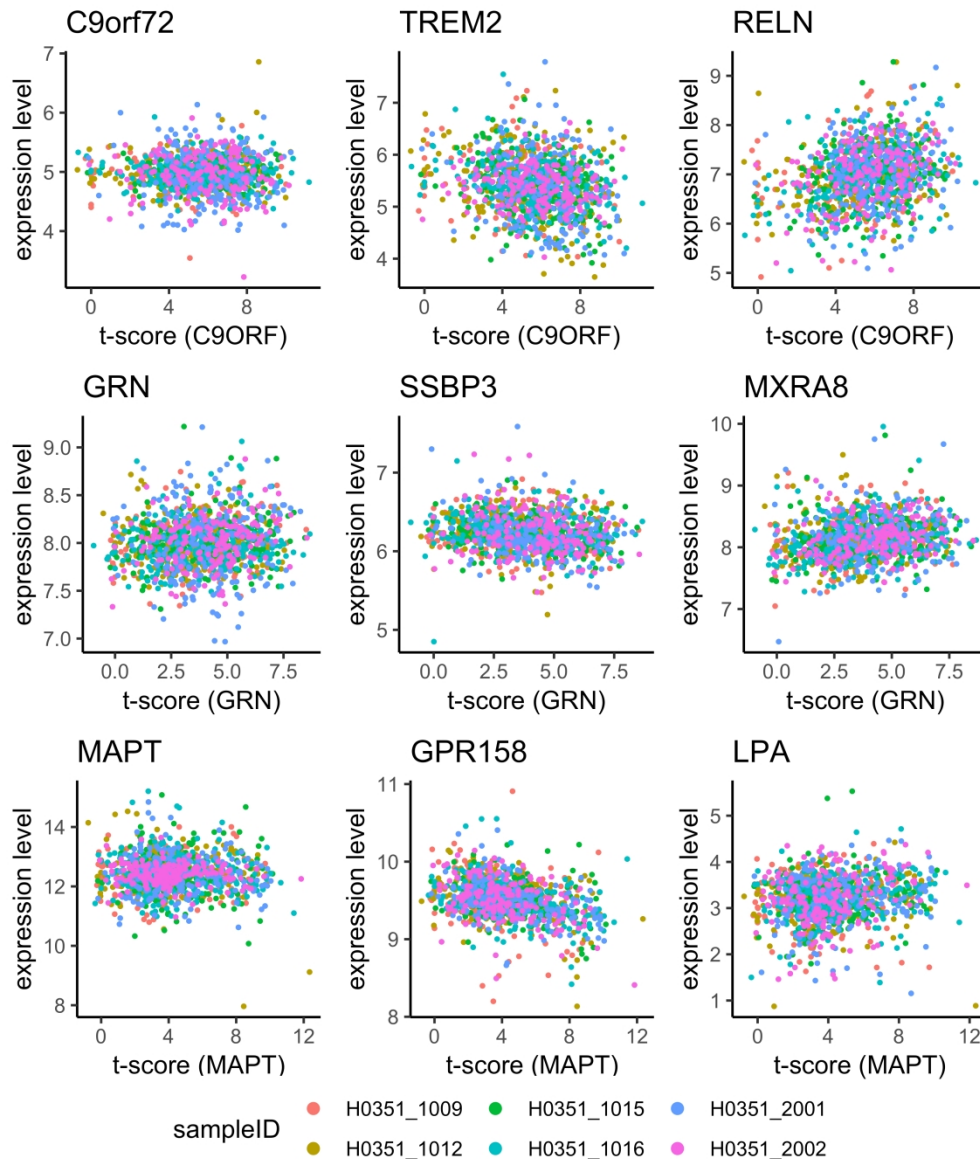 C9orf72 TREM2 RELN
7 6 5 4
expression level
0 4 8
t-score (C9ORF)
7 6 5 4
expression level
0 4 8
t-score (C9ORF)
9 8 7 6 5
expression level
0 4 8
t-score (C9ORF)
GRN SSBP3 MXRA8
9.0 8.5 8.0 7.5 7.0
expression level
0.0 2.5 5.0 7.5
t-score (GRN)
7 6 5
expression level
0.0 2.5 5.0 7.5
t-score (GRN)
10 9 8 7
expression level
0.0 2.5 5.0 7.5
t-score (GRN)
MAPT GPR158 LPA
14 12 10 8
expression level
0 4 8 12
t-score (MAPT)
11 10 9 8
expression level
0 4 8 12
t-score (MAPT)
5 4 3 2 1
expression level
0 4 8 12
t-score (MAPT)
sampleID
H0351_1009 H0351_1015 H0351_2001
H0351_1012 H0351_1016 H0351_2002